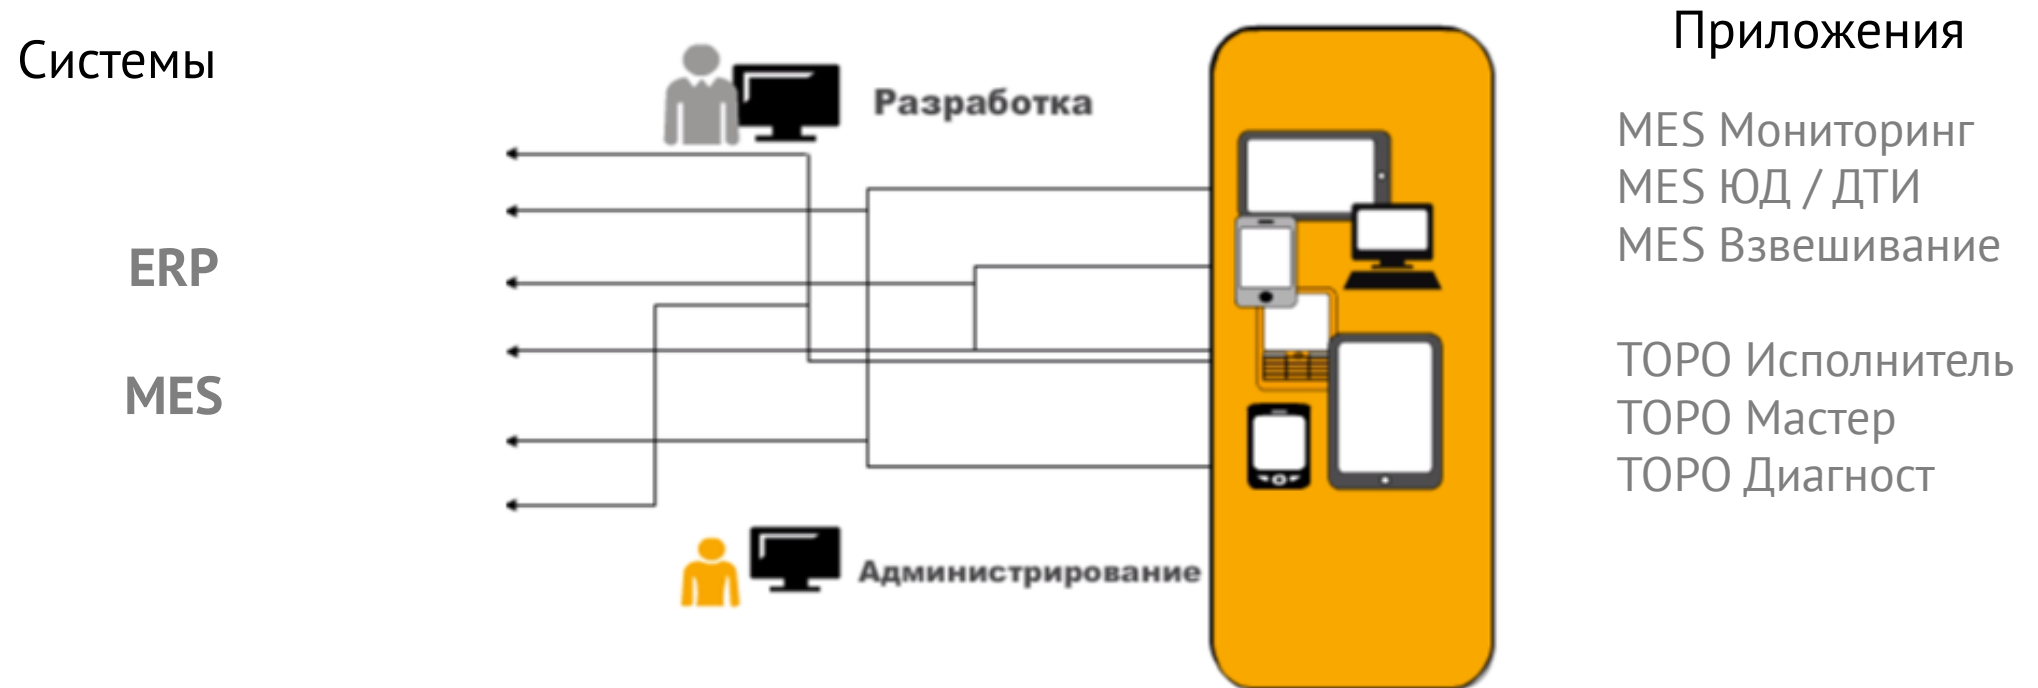 Системы
ERP
MES
Разработка
Администрирование
Приложения
MES Мониторинг
MES ЮД / ДТИ
MES Взвешивание
ТОРО Исполнитель
ТОРО Мастер
ТОРО Диагност